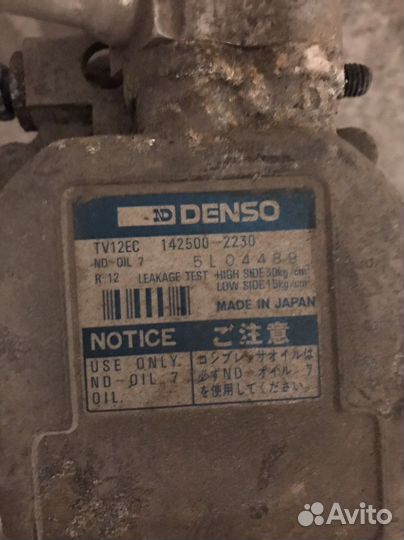 ND DENSO
TV12EC 142500-2230
ND-OIL 7 5L04489
R.12 LEAKAGE TEST HIGH SIDE 30kg/cm²
LOW SIDE 15kg/cm²
MADE IN JAPAN
NOTICE ご注意
USE ONLY
ND-OIL 7
OIL.
コンプレッサオイルは
必ずND-オイル-7
を使用してください。
Avito